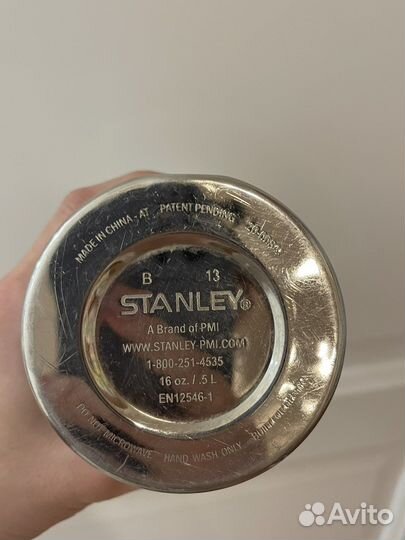 MADE IN CHINA - AT PATENT PENDING
B 13
STANLEY®
A Brand of PMI
WWW.STANLEY-PMI.COM
1-800-251-4535
16 oz. / .5 L
EN12546-1
DO NOT MICROWAVE HAND WASH ONLY
Avito